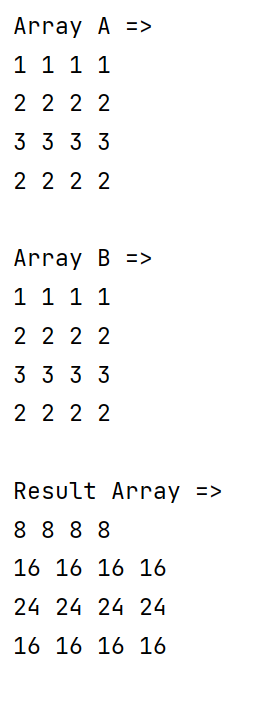 Array A =>
1 1 1 1
2 2 2 2
3 3 3 3
2 2 2 2
Array B =>
1 1 1 1
2 2 2 2
3 3 3 3
2 2 2 2
Result Array =>
8 8 8 8
16 16 16 16
24 24 24 24
16 16 16 16